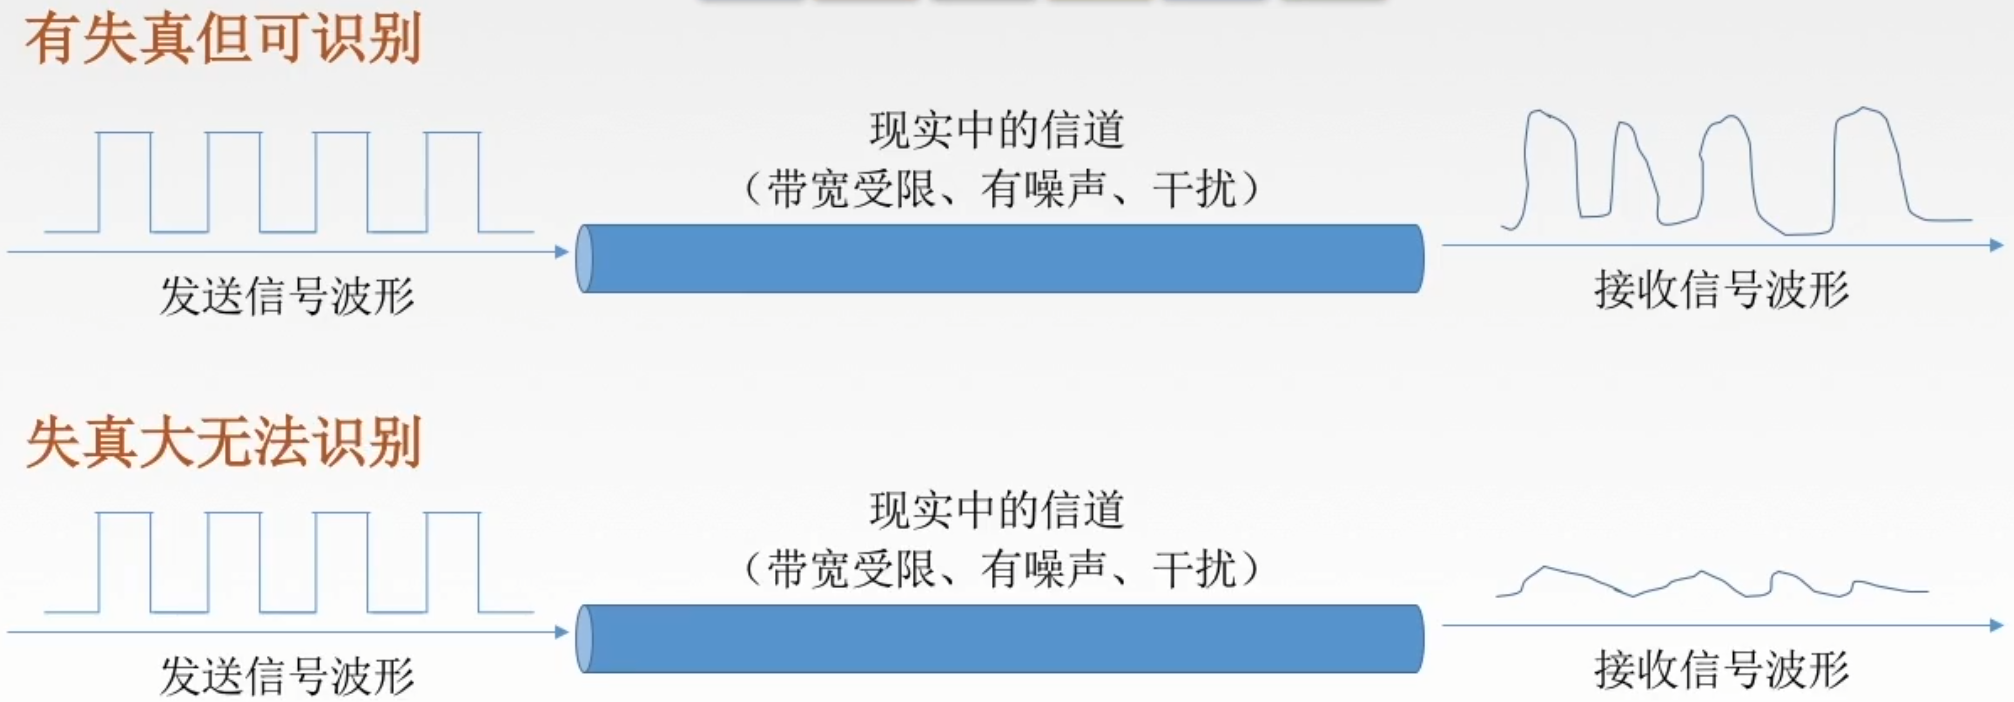 有失真但可识别
现实中的信道
（带宽受限、有噪声、干扰）
发送信号波形
接收信号波形
失真大无法识别
现实中的信道
（带宽受限、有噪声、干扰）
发送信号波形
接收信号波形